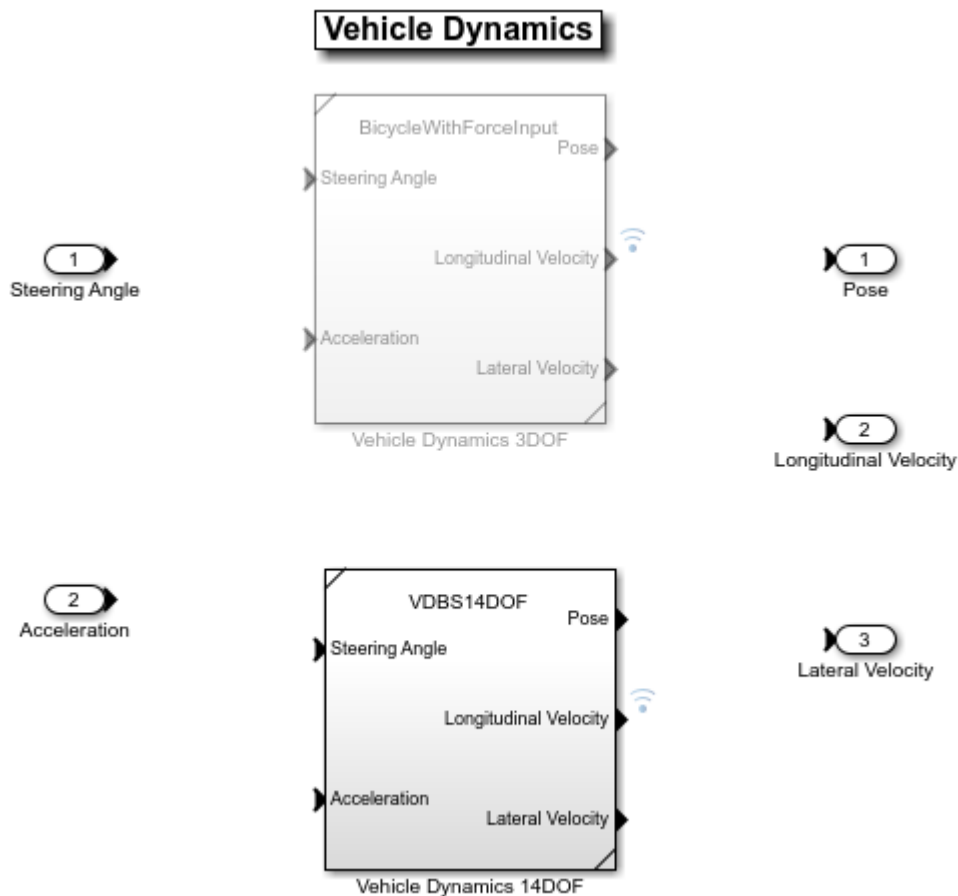 Vehicle Dynamics
BicycleWithForceInput
Pose
Steering Angle
Longitudinal Velocity
Acceleration
Lateral Velocity
Vehicle Dynamics 3DOF
1
Steering Angle
1
Pose
2
Longitudinal Velocity
2
Acceleration
VDBS14DOF
Pose
Steering Angle
Longitudinal Velocity
Acceleration
Lateral Velocity
Vehicle Dynamics 14DOF
3
Lateral Velocity